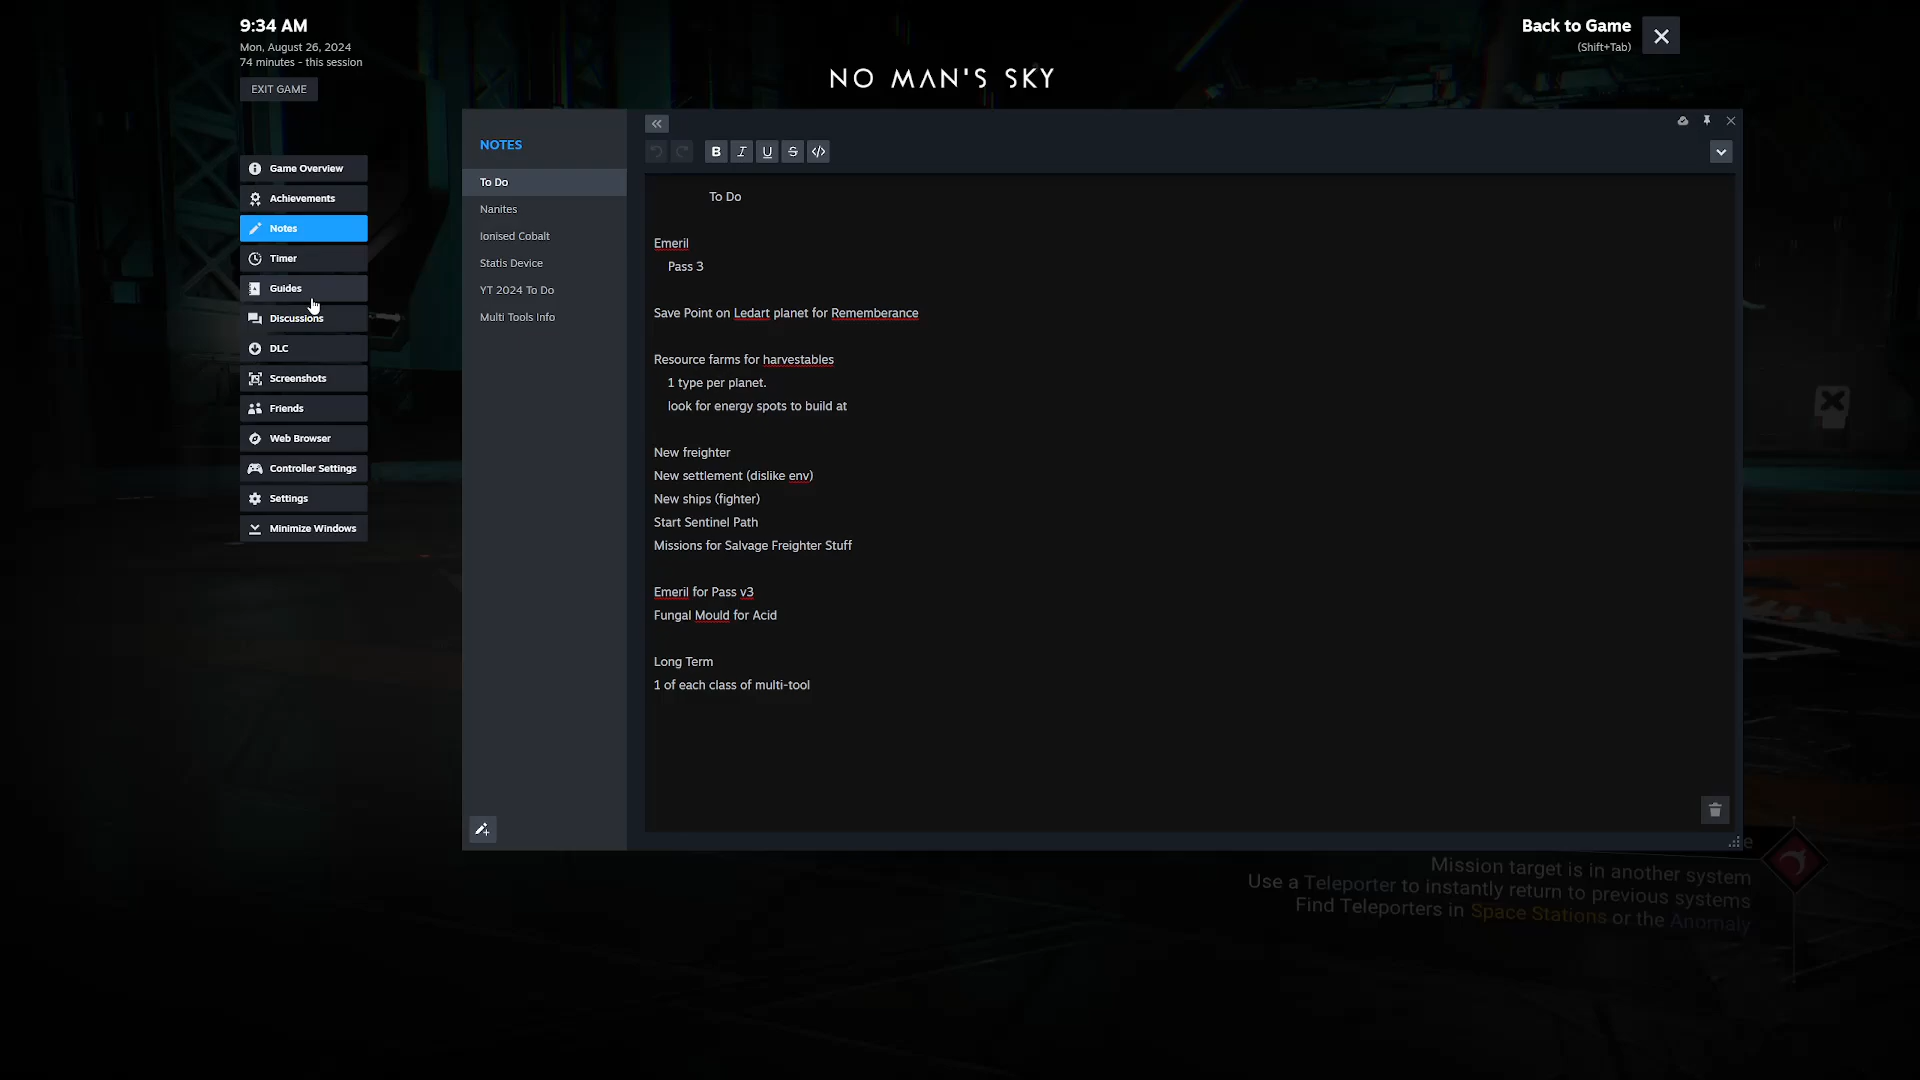 9:34 AM
Mon, August 26, 2024
74 minutes - this session
EXIT GAME
Back to Game
(Shift+Tab)
NO MAN'S SKY
Game Overview
Achievements
Notes
Timer
Guides
Discussions
DLC
Screenshots
Friends
Web Browser
Controller Settings
Settings
Minimize Windows
NOTES
To Do
Nanites
Ionised Cobalt
Statis Device
YT 2024 To Do
Multi Tools Info
B I U S </>
To Do
Emeril
Pass 3
Save Point on Ledart planet for Rememberance
Resource farms for harvestables
1 type per planet.
look for energy spots to build at
New freighter
New settlement (dislike env)
New ships (fighter)
Start Sentinel Path
Missions for Salvage Freighter Stuff
Emeril for Pass v3
Fungal Mould for Acid
Long Term
1 of each class of multi-tool
Mission target is in another system
Use a Teleporter to instantly return to previous systems
Find Teleporters in Space Stations or the Anomaly